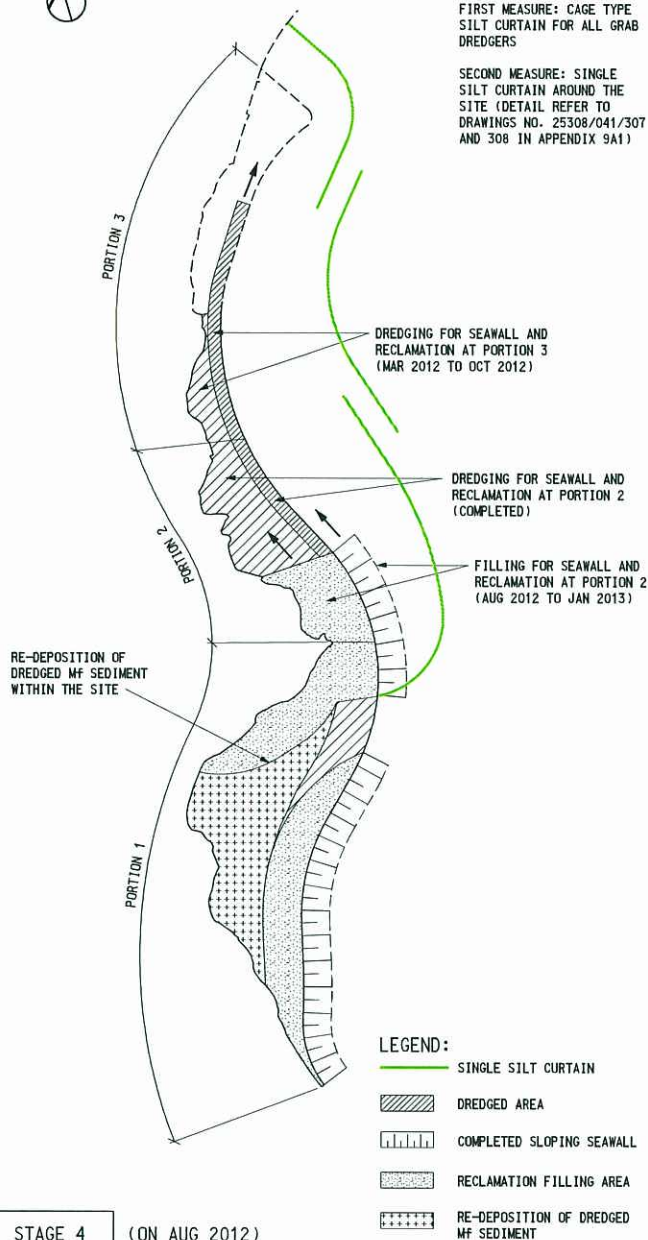 FIRST MEASURE: CAGE TYPE
SILT CURTAIN FOR ALL GRAB
DREDGERS
SECOND MEASURE: SINGLE
SILT CURTAIN AROUND THE
SITE (DETAIL REFER TO
DRAWINGS NO. 25308/041/307
AND 308 IN APPENDIX 9A1)
PORTION 3
DREDGING FOR SEAWALL AND
RECLAMATION AT PORTION 3
(MAR 2012 TO OCT 2012)
DREDGING FOR SEAWALL AND
RECLAMATION AT PORTION 2
(COMPLETED)
PORTION 2
FILLING FOR SEAWALL AND
RECLAMATION AT PORTION 2
(AUG 2012 TO JAN 2013)
RE-DEPOSITION OF
DREDGED Mf SEDIMENT
WITHIN THE SITE
PORTION 1
LEGEND:
SINGLE SILT CURTAIN
DREDGED AREA
COMPLETED SLOPING SEAWALL
RECLAMATION FILLING AREA
RE-DEPOSITION OF DREDGED
Mf SEDIMENT
STAGE 4 (ON AUG 2012)